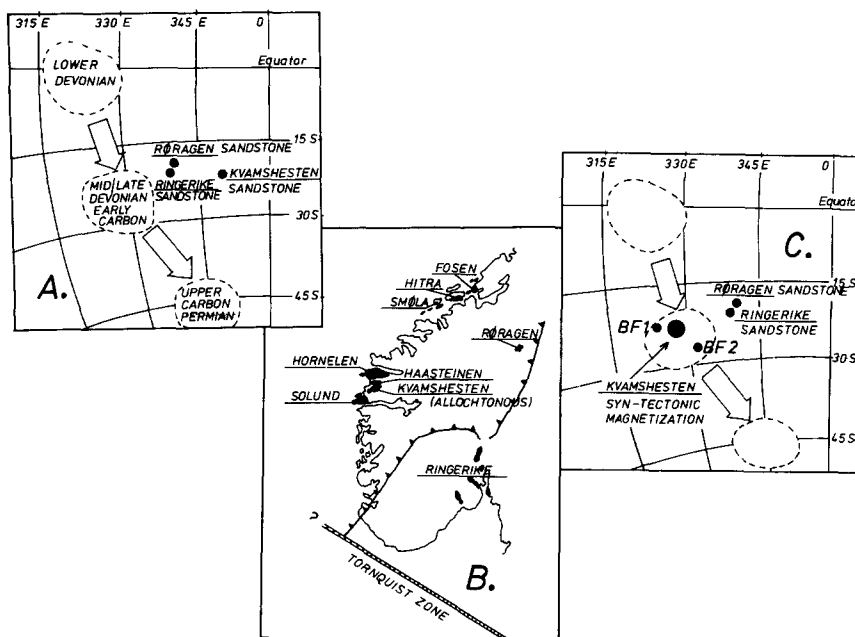 315 E 330 E 345 E 0
LOWER
DEVONIAN
Equator
15 S
RØRAGEN SANDSTONE
KVAMSHESTEN
SANDSTONE
RINGERIKE
SANDSTONE
MID/LATE
DEVONIAN
EARLY
CARBON
30 S
UPPER
CARBON
PERMIAN
45 S
A.
FOSEN
HITRA
SMØLA
RØRAGEN
HORNELEN
HAASTEINEN
KVAMSHESTEN
(ALLOCHTONOUS)
SOLUND
RINGERIKE
?
TORNQUIST ZONE
B.
315 E 330 E 345 E 0
Equator
C.
15 S
RØRAGEN SANDSTONE
RINGERIKE
SANDSTONE
BF1
BF2
30 S
KVAMSHESTEN
SYN-TECTONIC
MAGNETIZATION
45 S